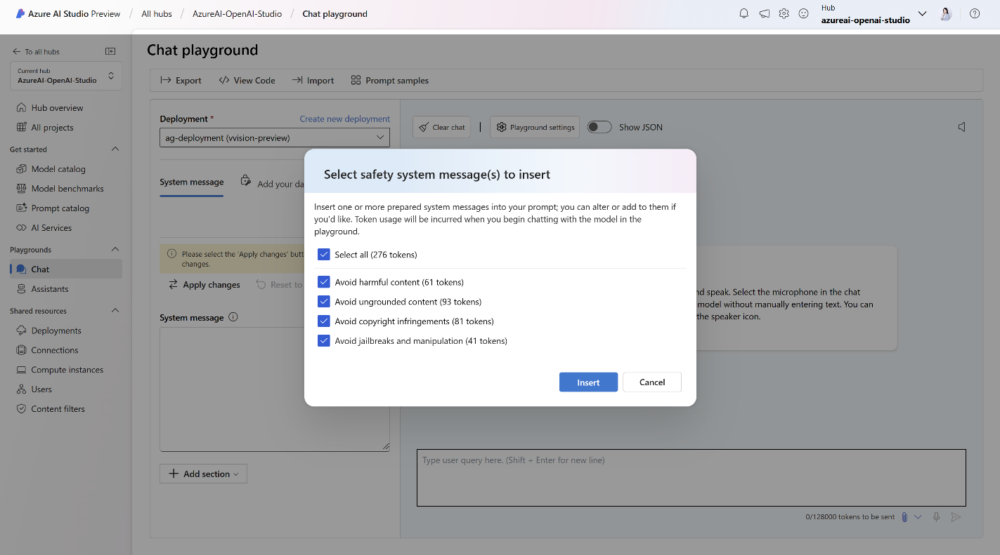 Azure AI Studio Preview / All hubs / AzureAI-OpenAI-Studio / Chat playground
Hub
azureai-openai-studio
To all hubs
Current hub
AzureAI-OpenAI-Studio
Hub overview
All projects
Get started
Model catalog
Model benchmarks
Prompt catalog
AI Services
Playgrounds
Chat
Assistants
Shared resources
Deployments
Connections
Compute instances
Users
Content filters
Chat playground
Export
View Code
Import
Prompt samples
Deployment *
Create new deployment
ag-deployment (vvision-preview)
System message
Add your da
Please select the 'Apply changes' butt
changes.
Apply changes
Reset to
System message
Add section
Clear chat
Playground settings
Show JSON
Select safety system message(s) to insert
Insert one or more prepared system messages into your prompt; you can alter or add to them if
you'd like. Token usage will be incurred when you begin chatting with the model in the
playground.
Select all (276 tokens)
Avoid harmful content (61 tokens)
Avoid ungrounded content (93 tokens)
Avoid copyright infringements (81 tokens)
Avoid jailbreaks and manipulation (41 tokens)
Insert
Cancel
nd speak. Select the microphone in the chat
model without manually entering text. You can
the speaker icon.
Type user query here. (Shift + Enter for new line)
0/128000 tokens to be sent